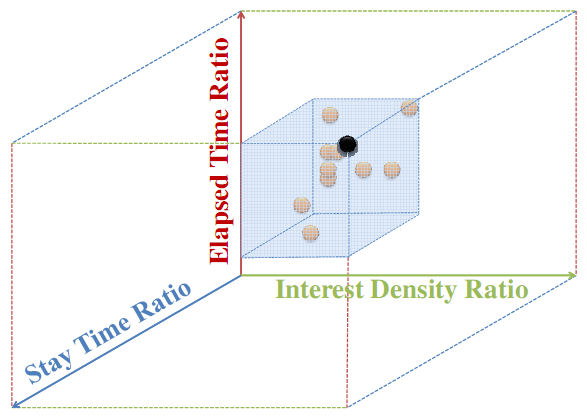 Elapsed Time Ratio
Interest Density Ratio
Stay Time Ratio